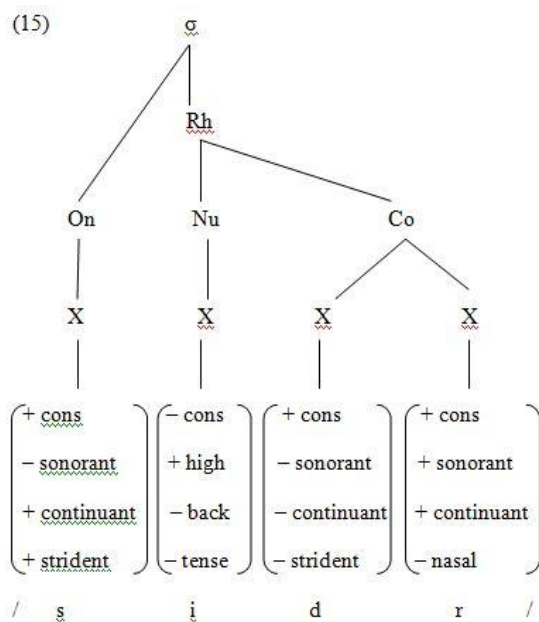 (15) σ
Rh
On Nu Co
X X X X
+ cons − cons + cons + cons
− sonorant + high − sonorant + sonorant
+ continuant − back − continuant + continuant
+ strident − tense − strident − nasal
/ s i d r /